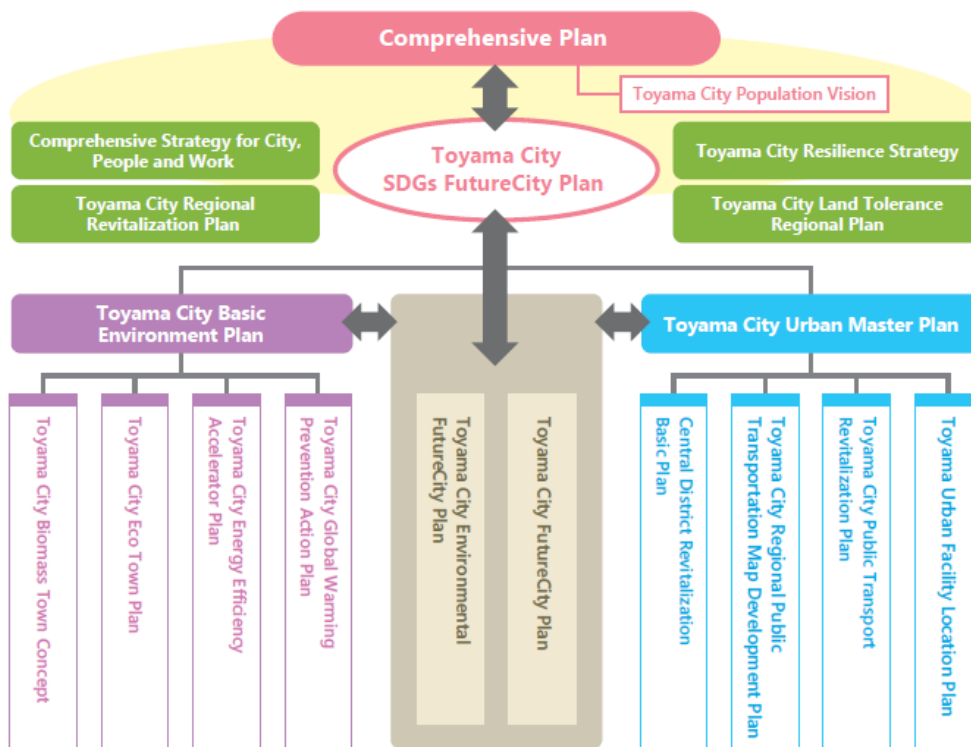 Comprehensive Plan
Toyama City Population Vision
Comprehensive Strategy for City,
People and Work
Toyama City
SDGs FutureCity Plan
Toyama City Resilience Strategy
Toyama City Regional
Revitalization Plan
Toyama City Land Tolerance
Regional Plan
Toyama City Basic
Environment Plan
Toyama City Urban Master Plan
Toyama City Biomass Town Concept
Toyama City Eco Town Plan
Toyama City Energy Efficiency
Accelerator Plan
Toyama City Global Warming
Prevention Action Plan
Toyama City Environmental
FutureCity Plan
Toyama City FutureCity Plan
Central District Revitalization
Basic Plan
Toyama City Regional Public
Transportation Map Development Plan
Toyama City Public Transport
Revitalization Plan
Toyama Urban Facility Location Plan